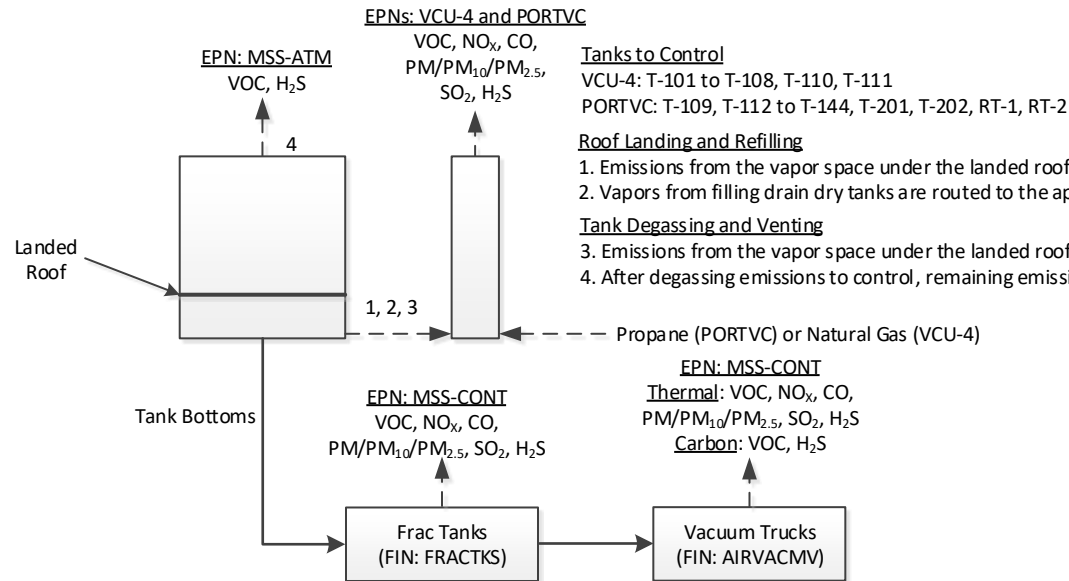 EPNs: VCU-4 and PORTVC
VOC, NOX, CO,
PM/PM10/PM2.5,
SO2, H2S
EPN: MSS-ATM
VOC, H2S
4
Tanks to Control
VCU-4: T-101 to T-108, T-110, T-111
PORTVC: T-109, T-112 to T-144, T-201, T-202, RT-1, RT-2
Roof Landing and Refilling
1. Emissions from the vapor space under the landed roof
2. Vapors from filling drain dry tanks are routed to the
Tank Degassing and Venting
3. Emissions from the vapor space under the landed roof
4. After degassing emissions to control, remaining
Landed
Roof
1, 2, 3
Propane (PORTVC) or Natural Gas (VCU-4)
Tank Bottoms
EPN: MSS-CONT
VOC, NOX, CO,
PM/PM10/PM2.5, SO2, H2S
EPN: MSS-CONT
Thermal: VOC, NOX, CO,
PM/PM10/PM2.5, SO2, H2S
Carbon: VOC, H2S
Frac Tanks
(FIN: FRACTKS)
Vacuum Trucks
(FIN: AIRVACMV)